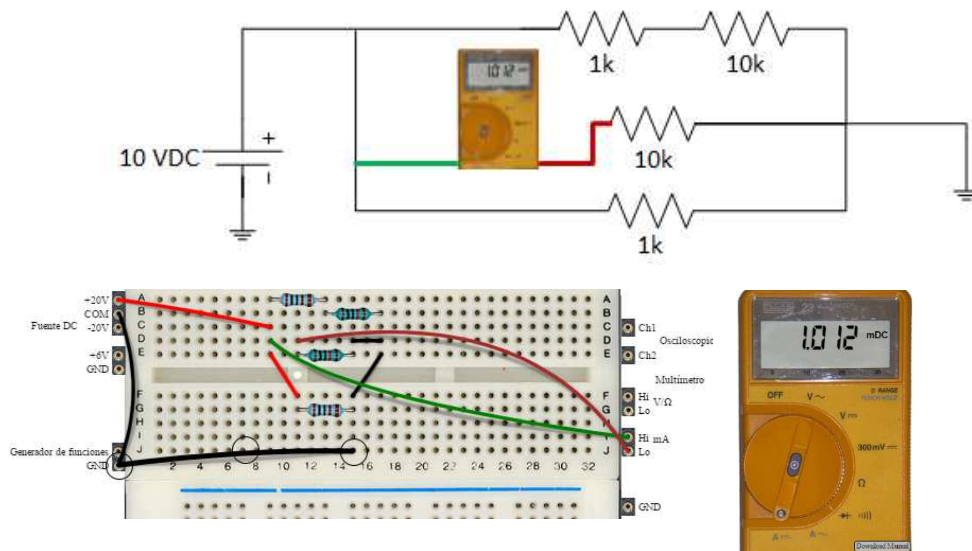 1k
10k
1.012
10 VDC
+
-
10k
1k
+20V
COM
Fuente DC
-20V
+6V
GND
Generador de funciones
GND
A
B
C
D
E
F
G
H
I
J
2
4
6
8
10
12
14
16
18
20
22
24
26
28
30
32
A
B
C
D
E
F
G
H
I
J
Ch1
Osciloscopio
Ch2
Multímetro
Hi
V/Ω
Lo
Hi mA
Lo
GND
1.012 mDC
OFF
V~
V
300mV
Ω
A
A~
Download Manual